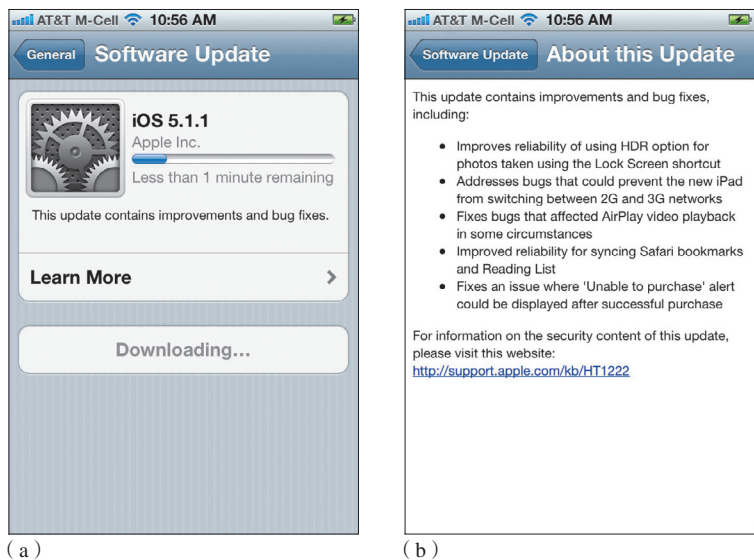 AT&T M-Cell 10:56 AM
General Software Update
iOS 5.1.1
Apple Inc.
Less than 1 minute remaining
This update contains improvements and bug fixes.
Learn More
Downloading...
(a)
AT&T M-Cell 10:56 AM
Software Update About this Update
This update contains improvements and bug fixes,
including:
• Improves reliability of using HDR option for
photos taken using the Lock Screen shortcut
• Addresses bugs that could prevent the new iPad
from switching between 2G and 3G networks
• Fixes bugs that affected AirPlay video playback
in some circumstances
• Improved reliability for syncing Safari bookmarks
and Reading List
• Fixes an issue where 'Unable to purchase' alert
could be displayed after successful purchase
For information on the security content of this update,
please visit this website:
http://support.apple.com/kb/HT1222
(b)